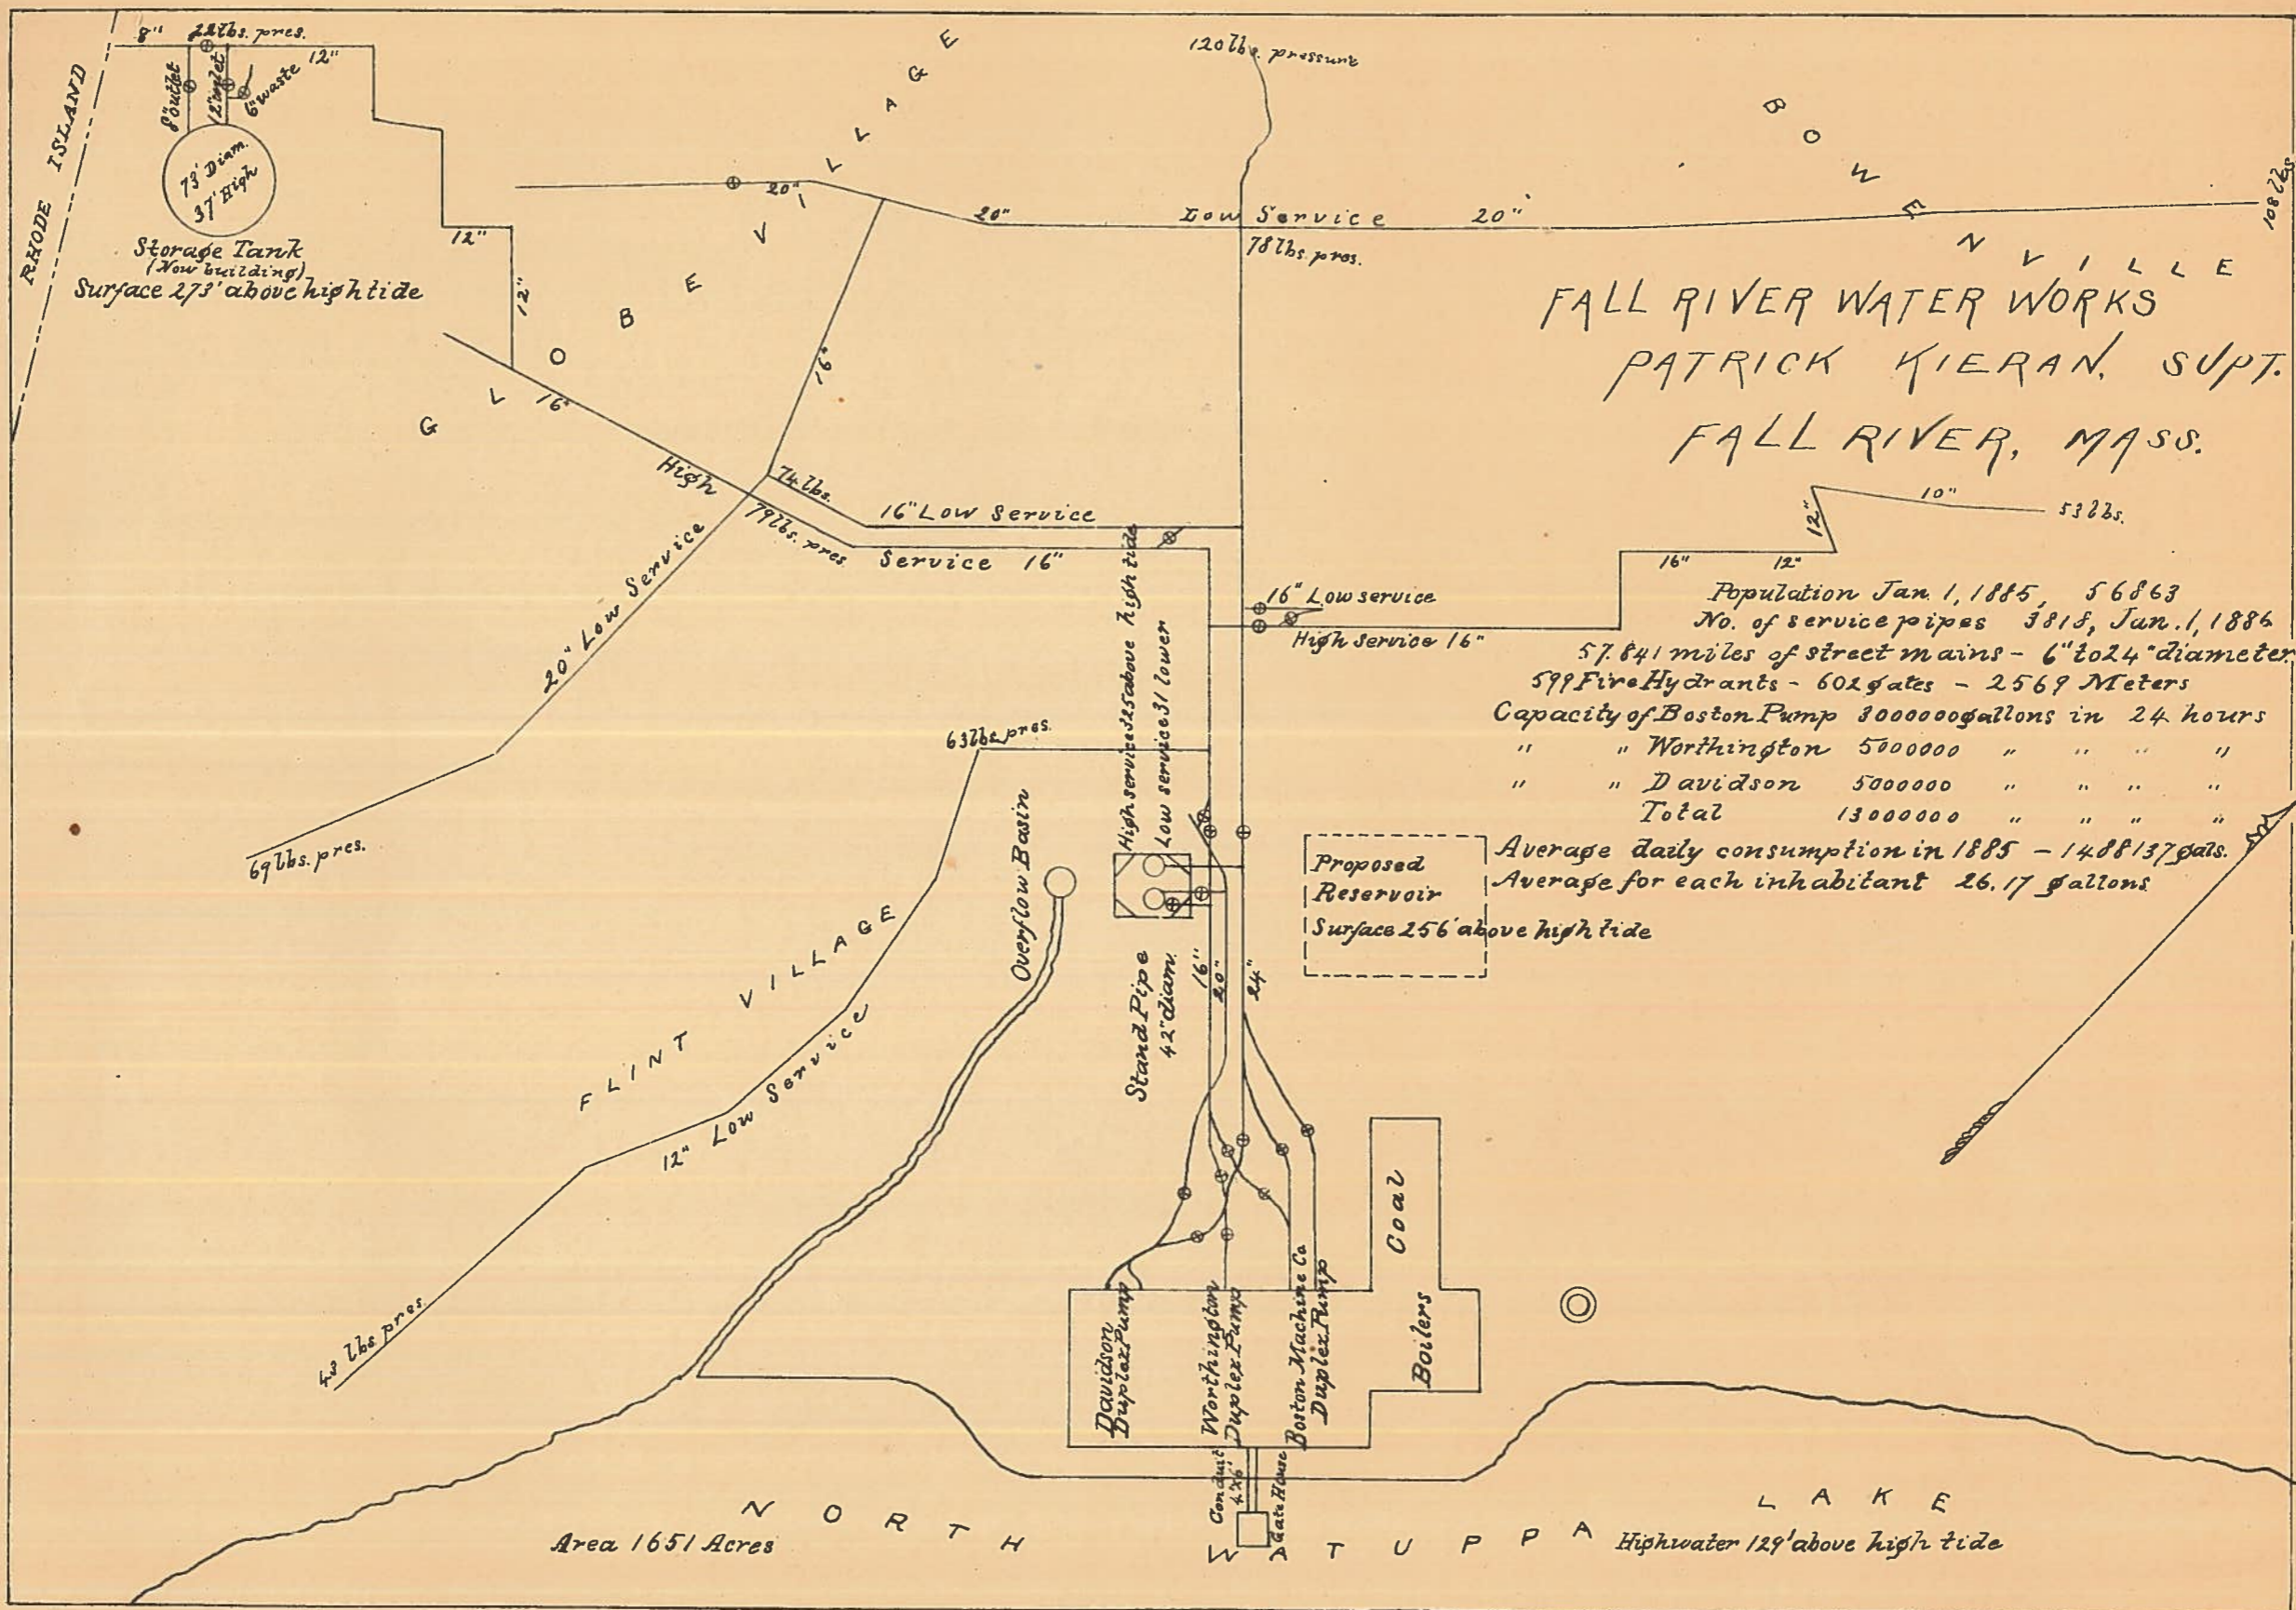 8" 22lbs. pres. 12"
8" outlet
12" inlet
6" waste
RHODE ISLAND
73' Diam.
37' High
Storage Tank
(Now building)
Surface 273' above high tide
12"
12"
GLOBE VILLAGE
20"
20"
Low Service 20"
120 lbs. pressure
78 lbs. pres.
108 lbs
BOWENVILLE
FALL RIVER WATER WORKS
PATRICK KIERAN, SUPT.
FALL RIVER, MASS.
16"
16"
High
Service 16"
74 lbs.
79 lbs. pres.
16" Low Service
20" Low Service
69 lbs. pres.
16" Low service
High Service 16"
16" 12"
12"
10"
53 lbs.
Population Jan. 1, 1885, 56863
No. of service pipes 3818, Jan. 1, 1886
57.841 miles of street mains - 6" to 24" diameter
599 Fire Hydrants - 602 gates - 2569 Meters
Capacity of Boston Pump 3000000 gallons in 24 hours
" " Worthington 5000000 " " " "
" " Davidson 5000000 " " " "
Total 13000000 " " " "
Average daily consumption in 1885 - 1488137 gals.
Average for each inhabitant 26.17 gallons
Proposed
Reservoir
Surface 256' above high tide
High service 325 above high tide
Low service 31 lower
63 lbs. pres.
Overflow Basin
Stand Pipe
42" diam.
16"
20"
24"
FLINT VILLAGE
12" Low Service
lbs pres.
Davidson
Duplex Pump
Worthington
Duplex Pump
Boston Machine Co
Duplex Pump
Coal
Boilers
Conduit
4'x6'
Gate House
NORTH WATUPPA LAKE
Area 1651 Acres
Highwater 129' above high tide